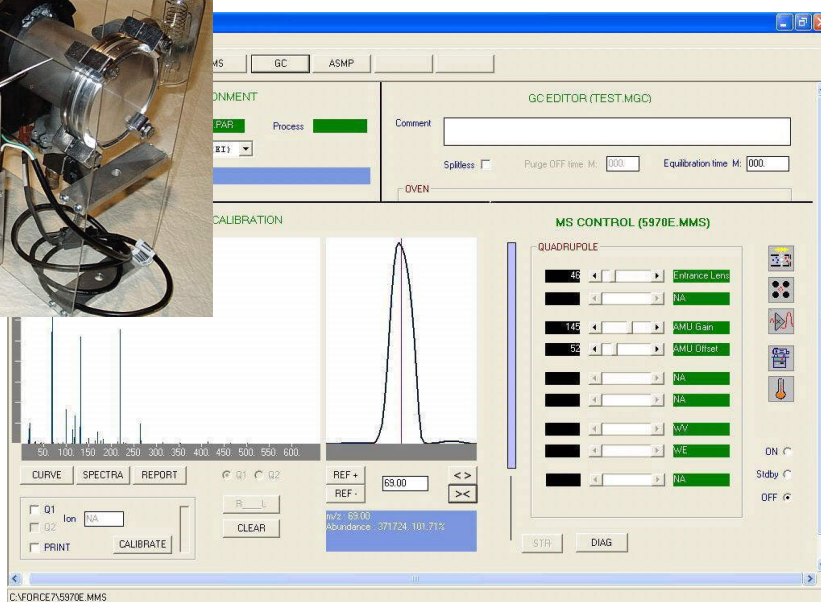 MS GC ASMP
ONMENT
PAR Process
EI)
GC EDITOR (TEST.MGC)
Comment
Splitless Purge OFF time M: 000. Equilibration time M: 000.
OVEN
CALIBRATION
50. 100. 150. 200. 250. 300. 350. 400. 450. 500. 550. 600.
CURVE SPECTRA REPORT Q1 Q2
REF + 69.00 <>
REF - ><
R___L
CLEAR
Q1
Q2 Ion NA
PRINT CALIBRATE
m/z : 69.00
Abundance : 371724. 101.71%
MS CONTROL (5970E.MMS)
QUADRUPOLE
46 Entrance Lens
NA
145 AMU Gain
52 AMU Offset
NA
NA
WV
WE
NA
ON
Stdby
OFF
DIAG
C:\FORCE7\5970E.MMS